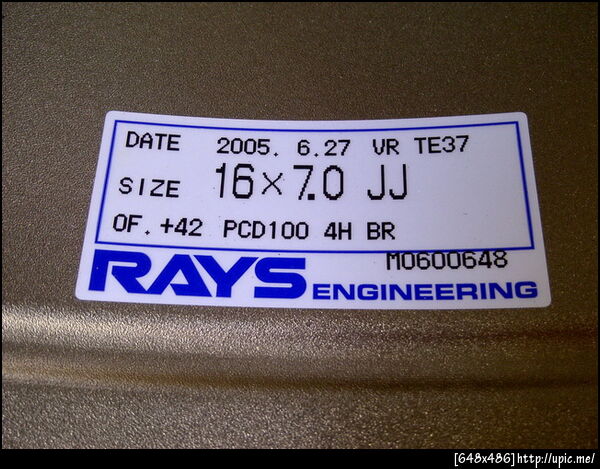 DATE 2005. 6.27 VR TE37
SIZE 16×7.0 JJ
OF. +42 PCD100 4H BR
M0600648
RAYS ENGINEERING
[648x486]http://upic.me/